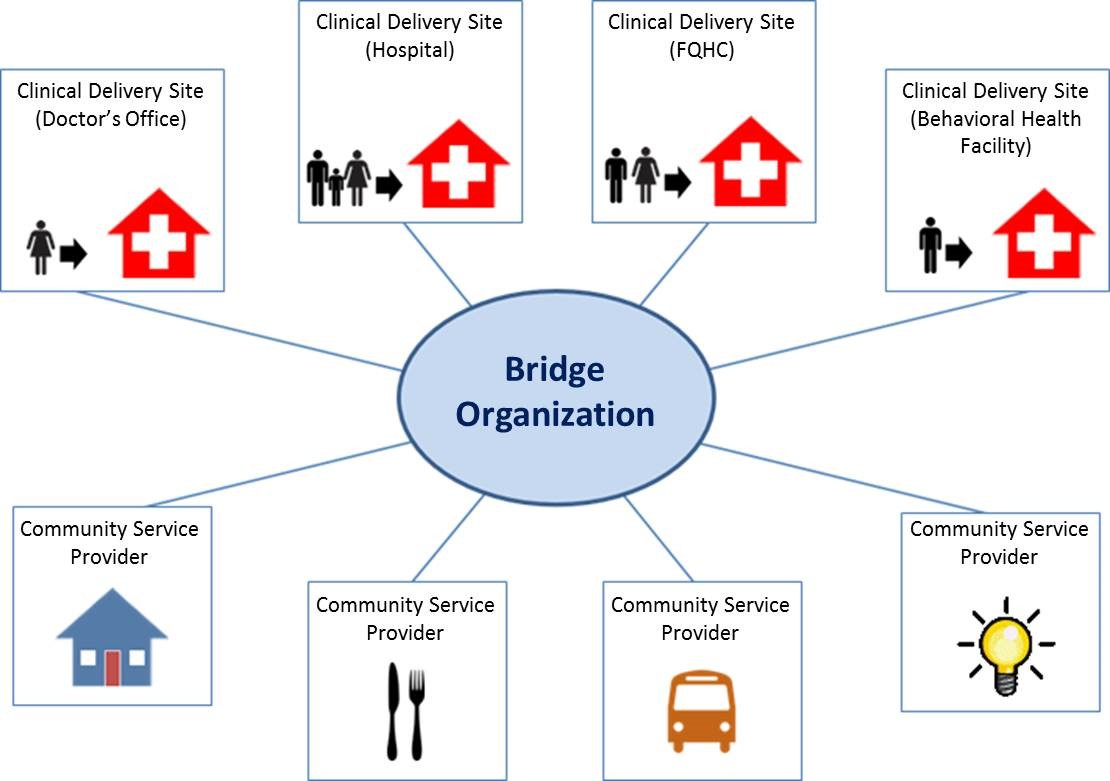 Clinical Delivery Site
(Doctor's Office)
Clinical Delivery Site
(Hospital)
Clinical Delivery Site
(FQHC)
Clinical Delivery Site
(Behavioral Health
Facility)
Bridge
Organization
Community Service
Provider
Community Service
Provider
Community Service
Provider
Community Service
Provider